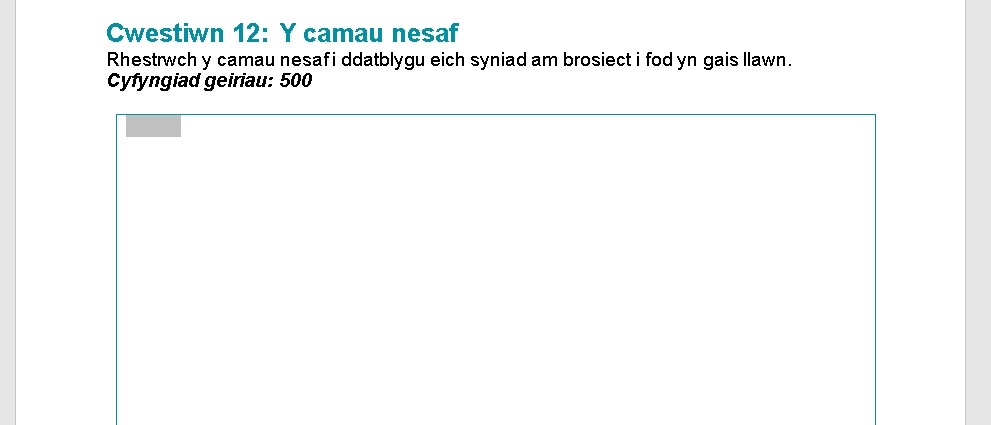 Cwestiwn 12: Y camau nesaf
Rhestrwch y camau nesaf i ddatblygu eich syniad am brosiect i fod yn gais llawn.
Cyfyngiad geiriau: 500